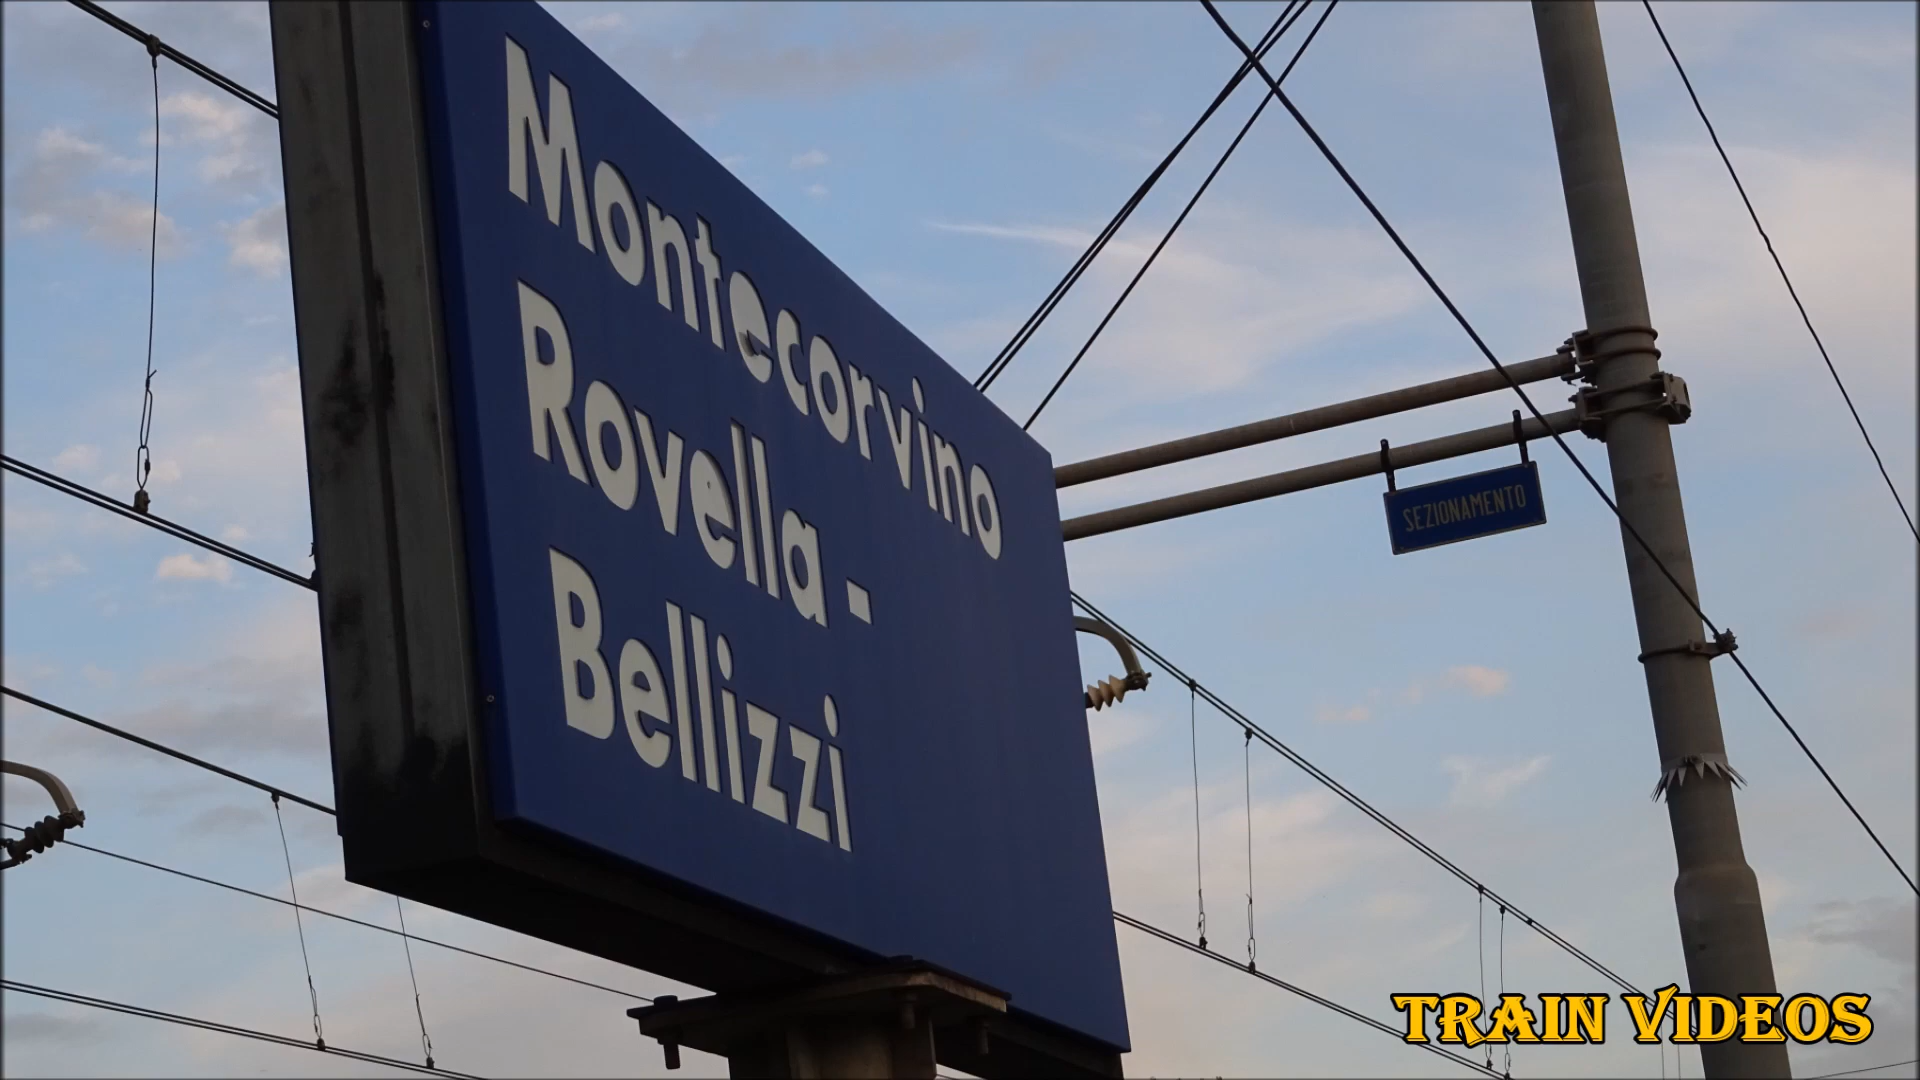 Montecorvino
Rovella -
Bellizzi
SEZIONAMENTO
TRAIN VIDEOS